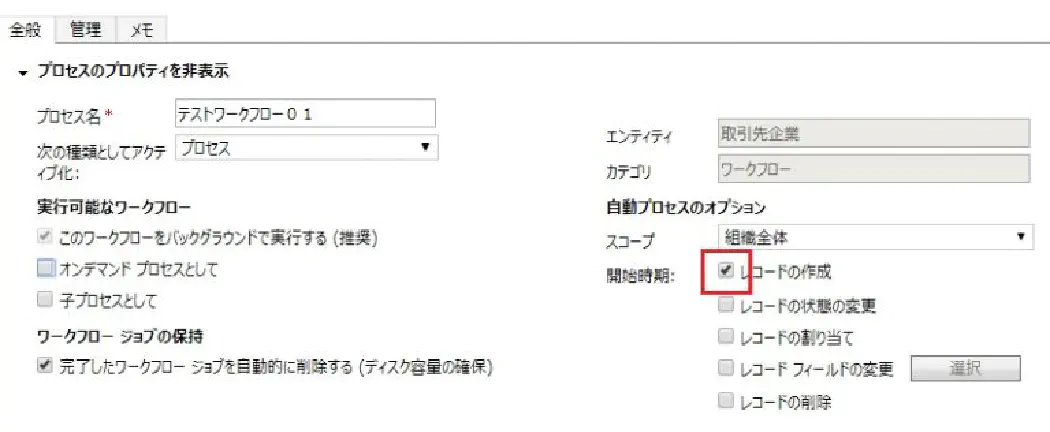 全般 管理 メモ
プロセスのプロパティを非表示
プロセス名* テストワークフロー０１
次の種類としてアクテ
ィブ化: プロセス
エンティティ 取引先企業
カテゴリ ワークフロー
実行可能なワークフロー
このワークフローをバックグラウンドで実行する (推奨)
オンデマンド プロセスとして
子プロセスとして
ワークフロー ジョブの保持
完了したワークフロー ジョブを自動的に削除する (ディスク容量の確保)
自動プロセスのオプション
スコープ 組織全体
開始時期: レコードの作成
レコードの状態の変更
レコードの割り当て
レコード フィールドの変更 選択
レコードの削除